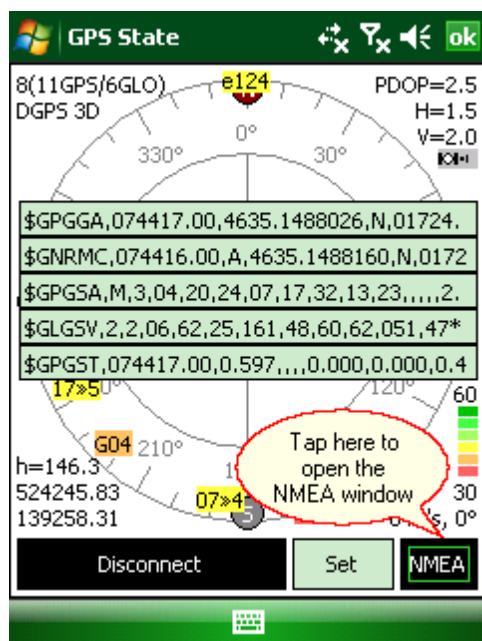 GPS State
ok
8(11GPS/6GLO)
e124
PDOP=2.5
DGPS 3D
H=1.5
0°
V=2.0
330°
30°
$GPGGA,074417.00,4635.1488026,N,01724.
$GNRMC,074416.00,A,4635.1488160,N,0172
$GPGSA,M,3,04,20,24,07,17,32,13,23,,,,,2.
$GLGSV,2,2,06,62,25,161,48,60,62,051,47*
$GPGST,074417.00,0.597,,,,0.000,0.000,0.4
17»5
120°
60
G04
210°
Tap here to
open the
NMEA window
h=146.3
524245.83
07»4
30
139258.31
S
0°
Disconnect
Set
NMEA